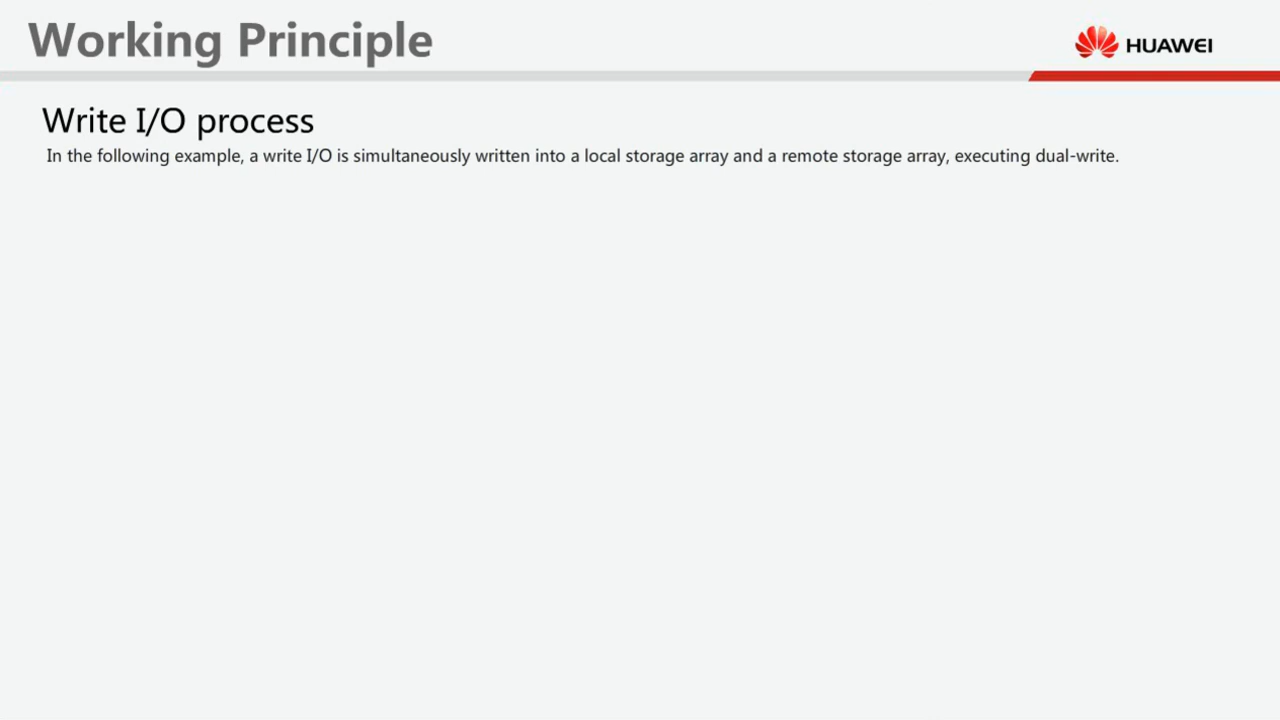 Working Principle
HUAWEI
Write I/O process
In the following example, a write I/O is simultaneously written into a local storage array and a remote storage array, executing dual-write.